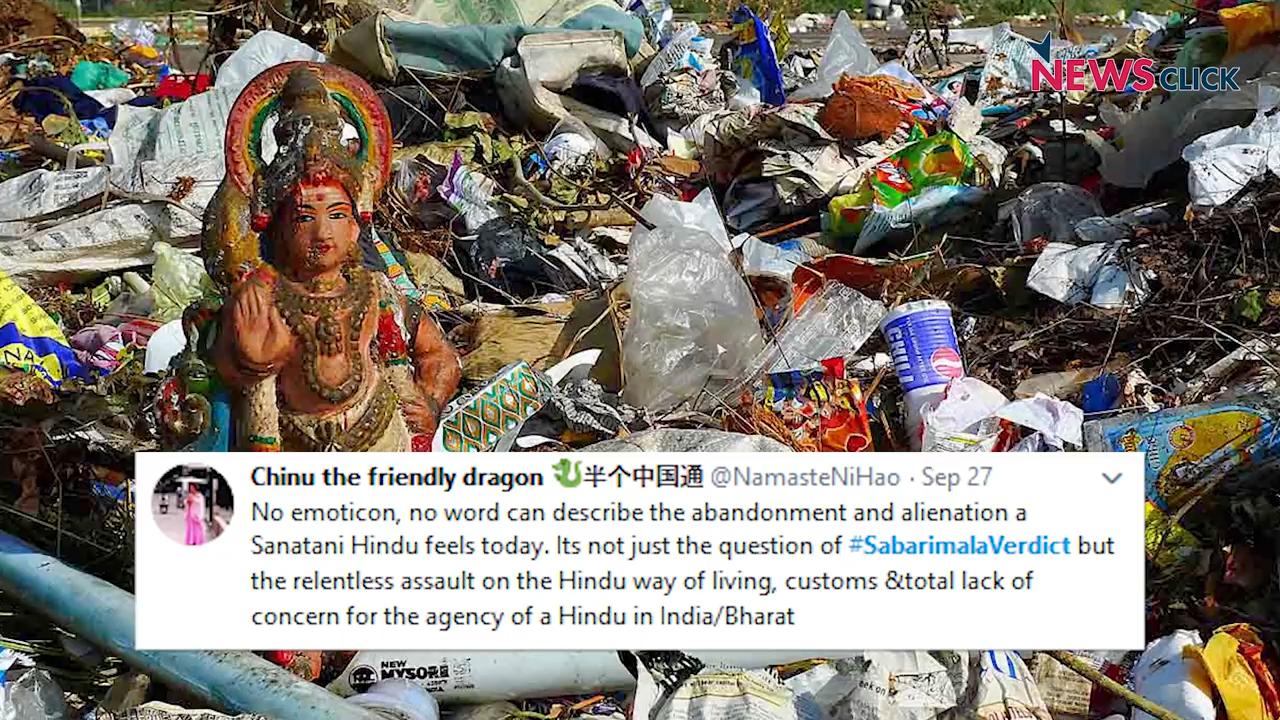 NEWSCLICK
Chinu the friendly dragon 半个中国通 @NamasteNiHao · Sep 27
No emoticon, no word can describe the abandonment and alienation a
Sanatani Hindu feels today. Its not just the question of #SabarimalaVerdict but
the relentless assault on the Hindu way of living, customs &total lack of
concern for the agency of a Hindu in India/Bharat
NEW
MYSORE